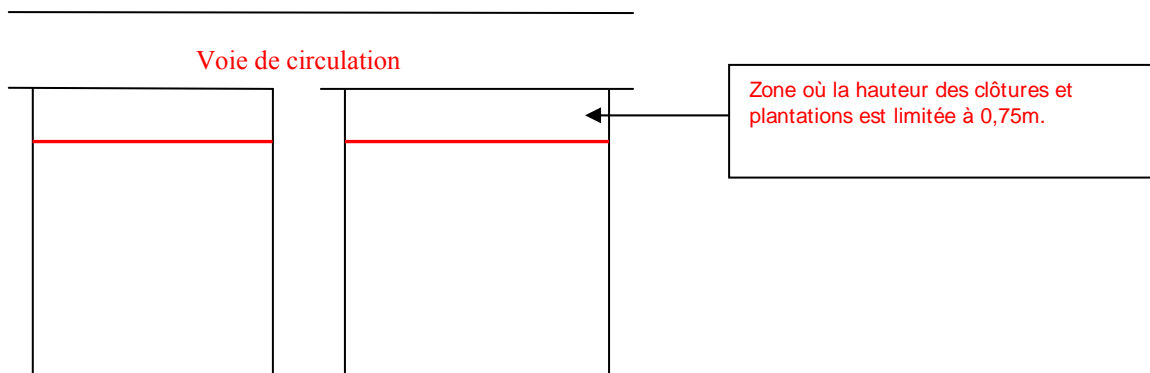 Voie de circulation
Zone où la hauteur des clôtures et
plantations est limitée à 0,75m.